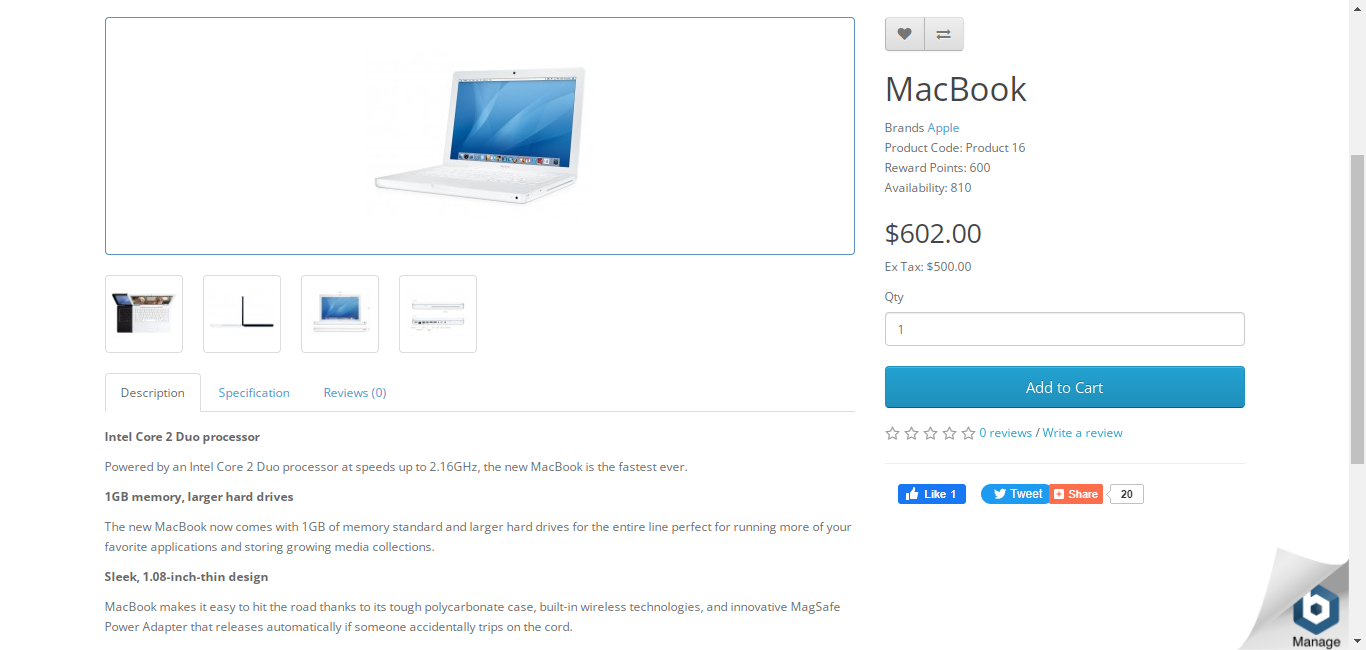 MacBook
Brands Apple
Product Code: Product 16
Reward Points: 600
Availability: 810
$602.00
Ex Tax: $500.00
Qty
1
Add to Cart
0 reviews / Write a review
Like 1
Tweet
Share
20
Description
Specification
Reviews (0)
Intel Core 2 Duo processor
Powered by an Intel Core 2 Duo processor at speeds up to 2.16GHz, the new MacBook is the fastest ever.
1GB memory, larger hard drives
The new MacBook now comes with 1GB of memory standard and larger hard drives for the entire line perfect for running more of your
favorite applications and storing growing media collections.
Sleek, 1.08-inch-thin design
MacBook makes it easy to hit the road thanks to its tough polycarbonate case, built-in wireless technologies, and innovative MagSafe
Power Adapter that releases automatically if someone accidentally trips on the cord.
Manage